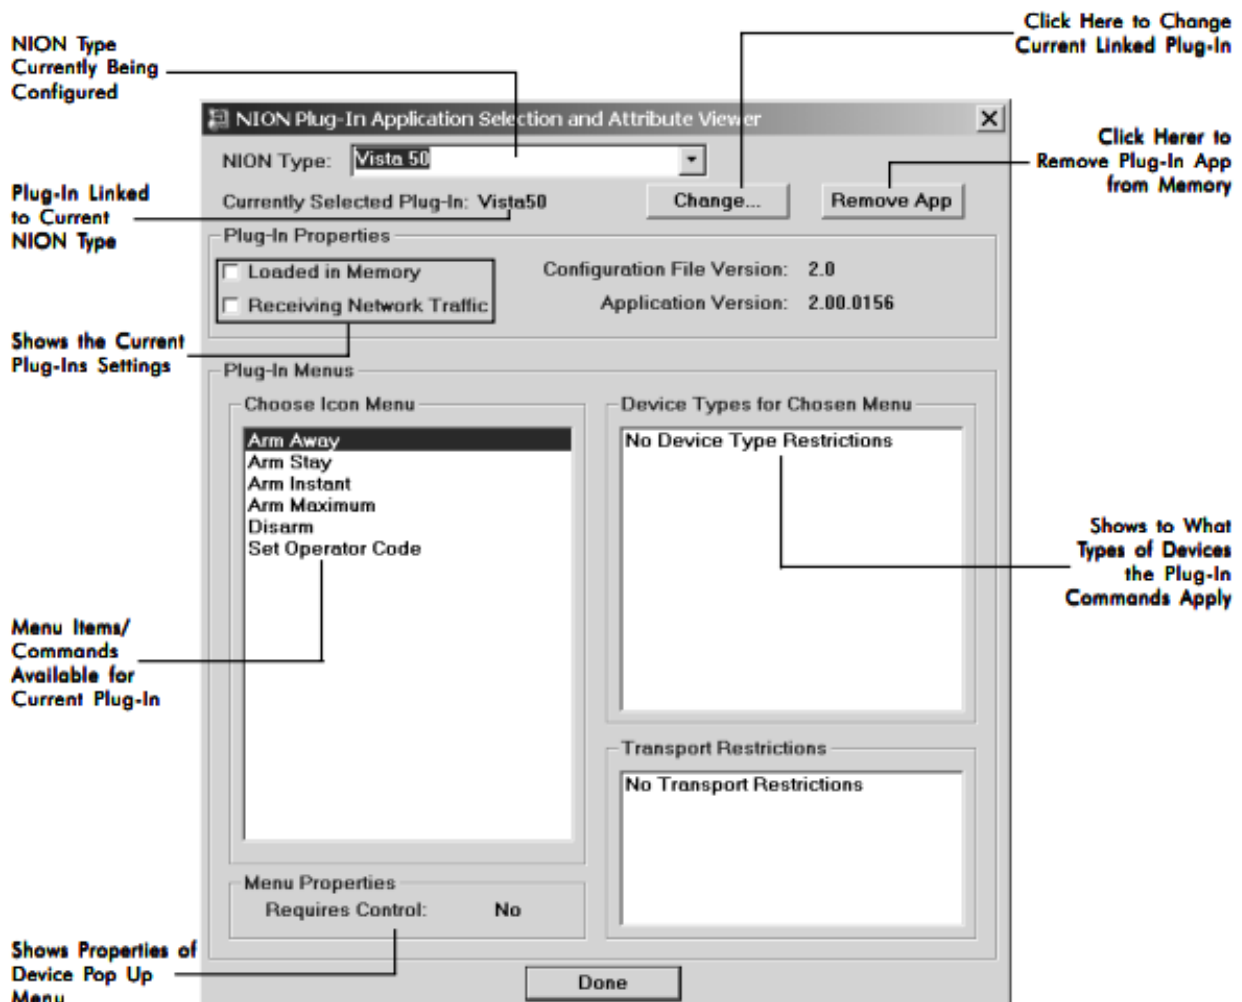 Click Here to Change
Current Linked Plug-In
NION Type
Currently Being
Configured
NION Plug-In Application Selection and Attribute Viewer
Click Herer to
Remove Plug-In App
from Memory
NION Type: Vista 50
Plug-In Linked
to Current
NION Type
Currently Selected Plug-In: Vista50
Change...
Remove App
Plug-In Properties
Loaded in Memory
Configuration File Version: 2.0
Receiving Network Traffic
Application Version: 2.00.0156
Shows the Current
Plug-Ins Settings
Plug-In Menus
Choose Icon Menu
Device Types for Chosen Menu
Arm Away
Arm Stay
Arm Instant
Arm Maximum
Disarm
Set Operator Code
No Device Type Restrictions
Shows to What
Types of Devices
the Plug-In
Commands Apply
Menu Items/
Commands
Available for
Current Plug-In
Transport Restrictions
No Transport Restrictions
Menu Properties
Requires Control: No
Shows Properties of
Device Pop Up
Menu
Done